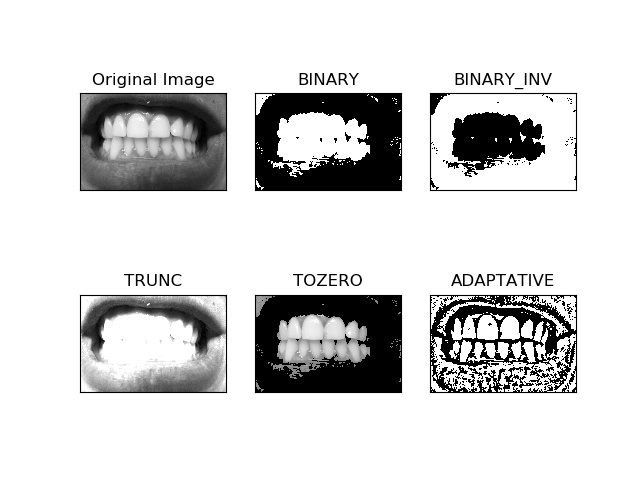 Original Image
BINARY
BINARY_INV
TRUNC
TOZERO
ADAPTATIVE